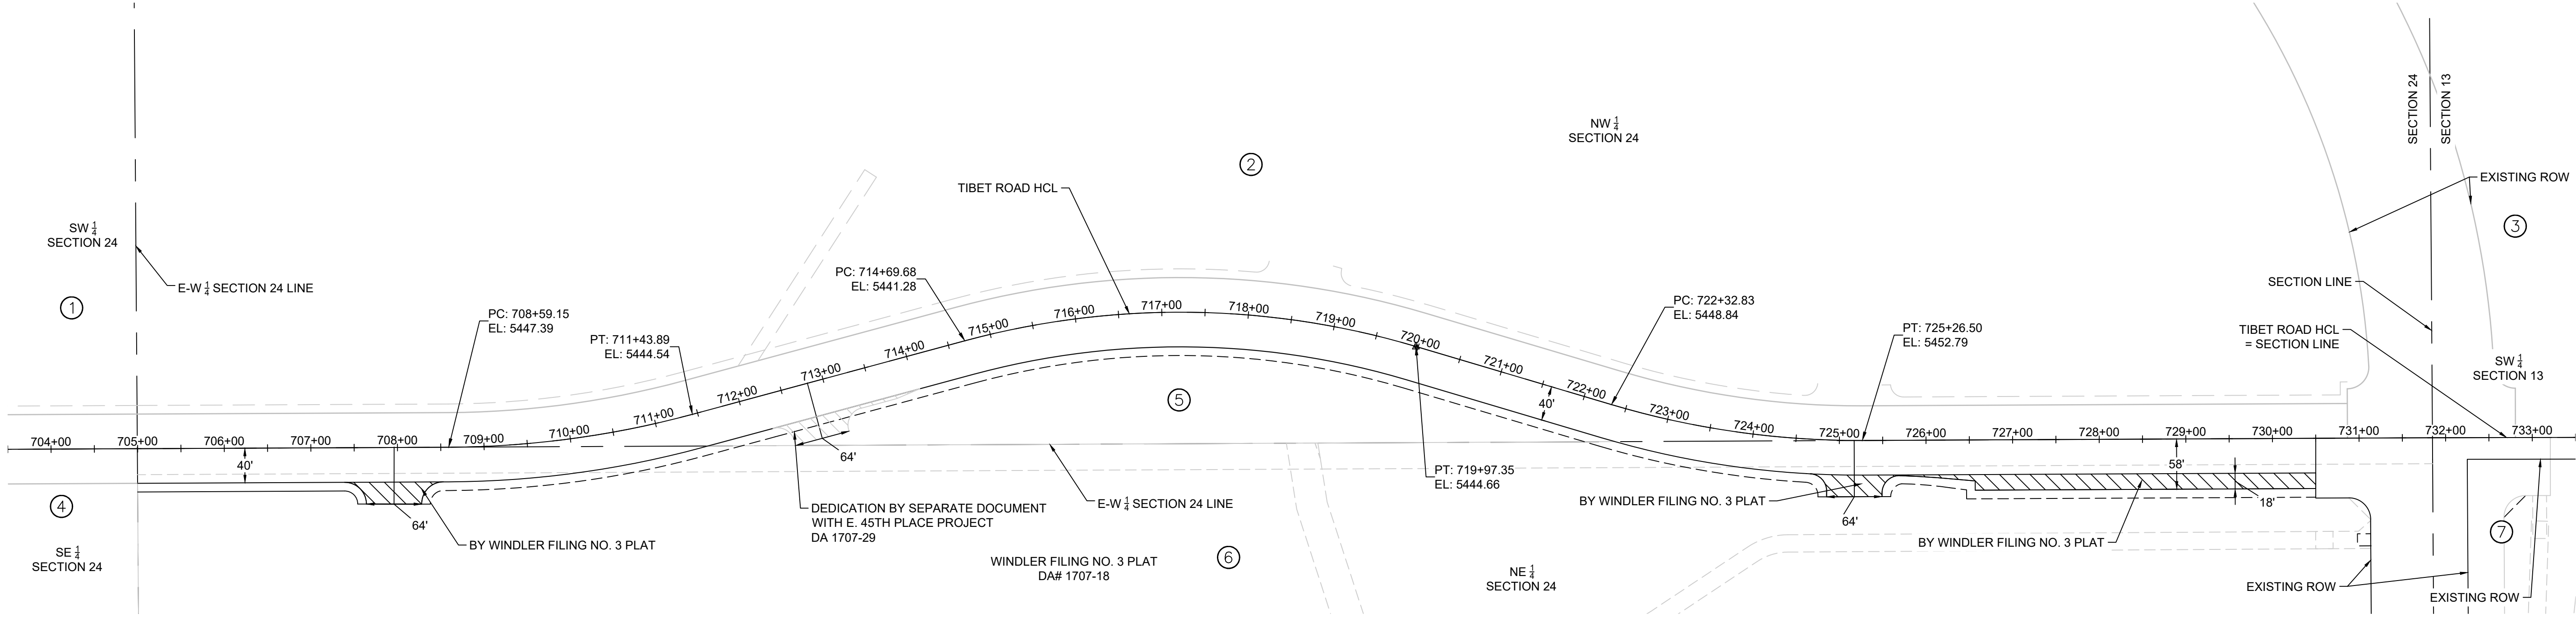 SECTION 24
SECTION 13
NW 1/4
SECTION 24
2
TIBET ROAD HCL
EXISTING ROW
3
SW 1/4
SECTION 24
E-W 1/4 SECTION 24 LINE
1
PC: 708+59.15
EL: 5447.39
PT: 711+43.89
EL: 5444.54
PC: 714+69.68
EL: 5441.28
PC: 722+32.83
EL: 5448.84
PT: 725+26.50
EL: 5452.79
SECTION LINE
TIBET ROAD HCL
= SECTION LINE
SW 1/4
SECTION 13
704+00
705+00
706+00
707+00
708+00
709+00
710+00
711+00
712+00
713+00
714+00
715+00
716+00
717+00
718+00
719+00
720+00
721+00
722+00
723+00
724+00
725+00
726+00
727+00
728+00
729+00
730+00
731+00
732+00
733+00
40'
40'
58'
18'
5
4
64'
64'
64'
PT: 719+97.35
EL: 5444.66
BY WINDLER FILING NO. 3 PLAT
DEDICATION BY SEPARATE DOCUMENT
WITH E. 45TH PLACE PROJECT
DA 1707-29
E-W 1/4 SECTION 24 LINE
BY WINDLER FILING NO. 3 PLAT
BY WINDLER FILING NO. 3 PLAT
SE 1/4
SECTION 24
WINDLER FILING NO. 3 PLAT
DA# 1707-18
6
NE 1/4
SECTION 24
7
EXISTING ROW
EXISTING ROW